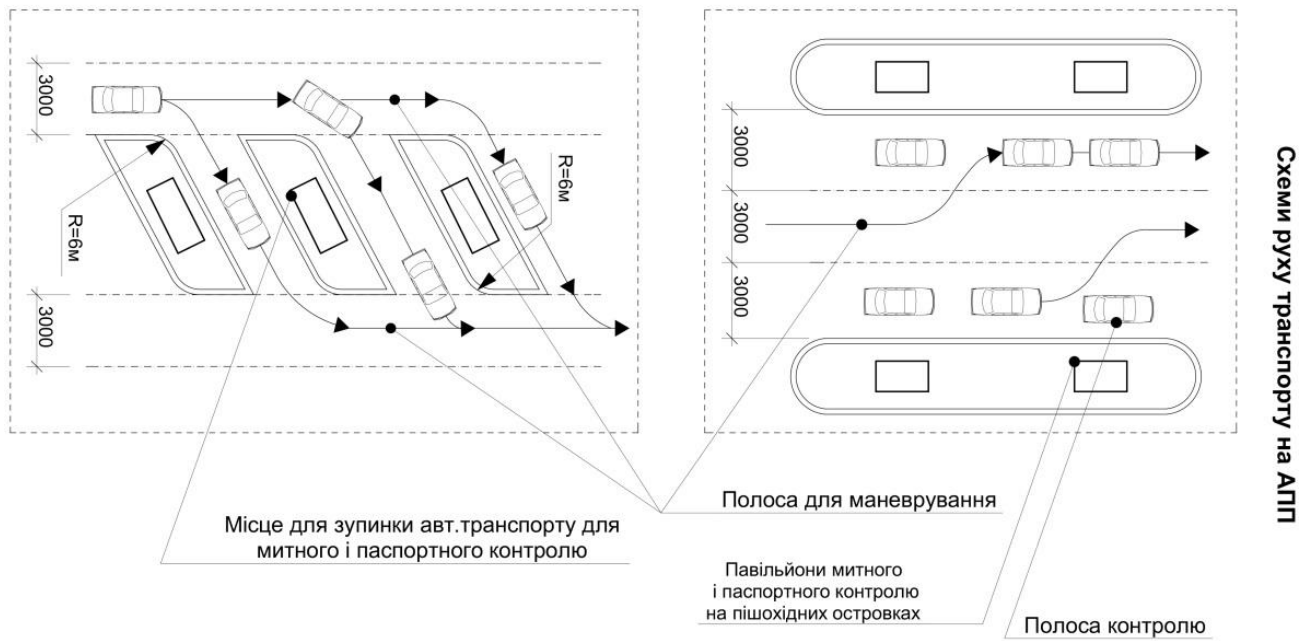 3000
R=6м
R=6м
3000
3000
3000
3000
Схеми руху транспорту на АПП
Місце для зупинки авт.транспорту для
митного і паспортного контролю
Полоса для маневрування
Павільйони митного
і паспортного контролю
на пішохідних островках
Полоса контролю